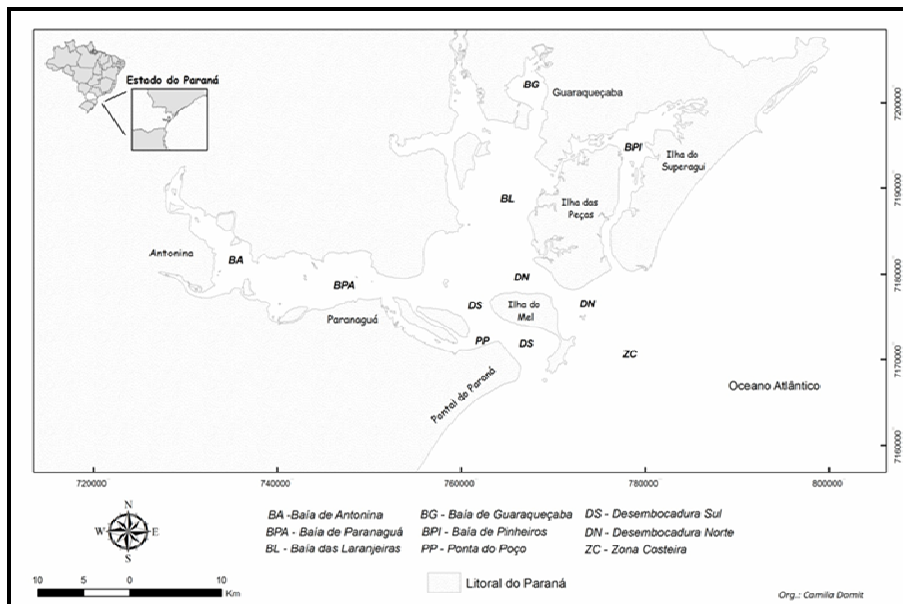 Estado do Paraná
BG
Guaraqueçaba
BPI
Ilha do
Superagui
BL
Ilha das
Peças
Antonina
BA
BPA
DN
DS
Ilha do
Mel
DN
Paranaguá
PP
DS
ZC
Pontal do Paraná
Oceano Atlântico
7200000
7190000
7180000
7170000
7160000
720000
740000
760000
780000
800000
N
W
E
S
BA -Baía de Antonina
BPA - Baía de Paranaguá
BL - Baía das Laranjeiras
BG - Baía de Guaraqueçaba
BPI - Baía de Pinheiros
PP - Ponta do Poço
DS - Desembocadura Sul
DN - Desembocadura Norte
ZC - Zona Costeira
10 5 0 10
Km
Litoral do Paraná
Org.: Camila Domit